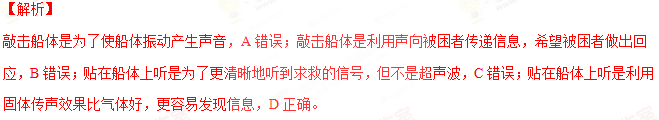 【解析】
敲击船体是为了使船体振动产生声音，A 错误；敲击船体是利用声向被困者传递信息，希望被困者做出回
应，B 错误；贴在船体上听是为了更清晰地听到求救的信号，但不是超声波，C 错误；贴在船体上听是利用
固体传声效果比气体好，更容易发现信息，D 正确。